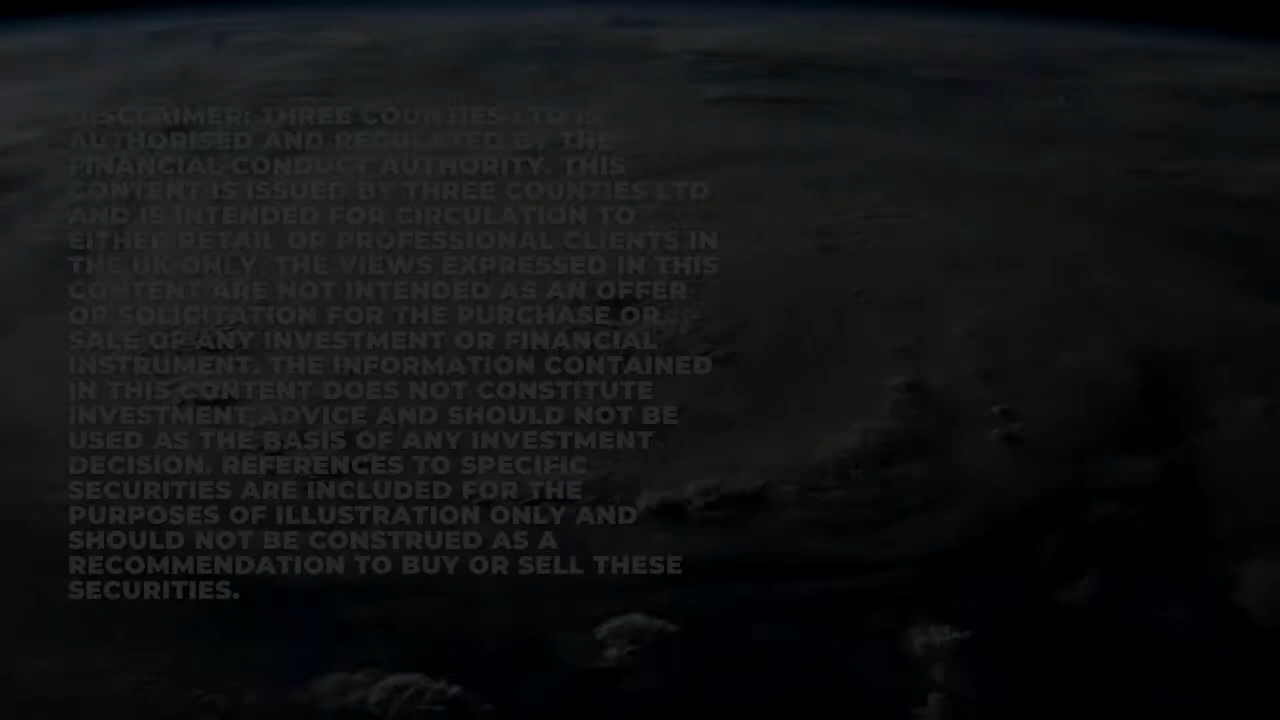 DISCLAIMER: THREE COUNTIES LTD IS
AUTHORISED AND REGULATED BY THE
FINANCIAL CONDUCT AUTHORITY. THIS
CONTENT IS ISSUED BY THREE COUNTIES LTD
AND IS INTENDED FOR CIRCULATION TO
EITHER RETAIL OR PROFESSIONAL CLIENTS IN
THE UK ONLY. THE VIEWS EXPRESSED IN THIS
CONTENT ARE NOT INTENDED AS AN OFFER
OR SOLICITATION FOR THE PURCHASE OR
SALE OF ANY INVESTMENT OR FINANCIAL
INSTRUMENT. THE INFORMATION CONTAINED
IN THIS CONTENT DOES NOT CONSTITUTE
INVESTMENT ADVICE AND SHOULD NOT BE
USED AS THE BASIS OF ANY INVESTMENT
DECISION. REFERENCES TO SPECIFIC
SECURITIES ARE INCLUDED FOR THE
PURPOSES OF ILLUSTRATION ONLY AND
SHOULD NOT BE CONSTRUED AS A
RECOMMENDATION TO BUY OR SELL THESE
SECURITIES.